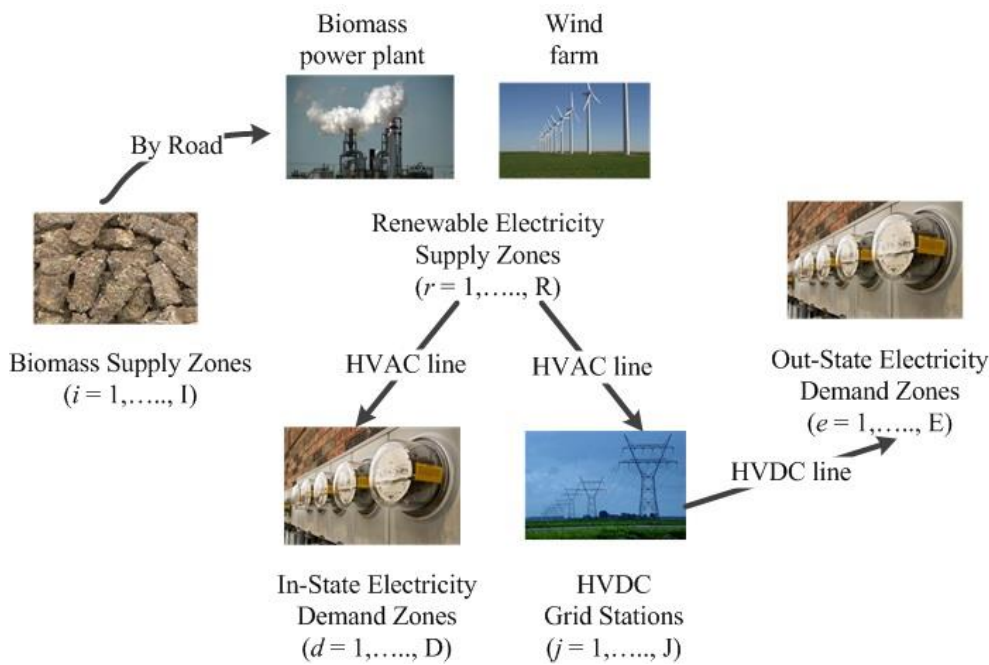 Biomass
power plant
Wind
farm
By Road
Renewable Electricity
Supply Zones
(r = 1,….., R)
Biomass Supply Zones
(i = 1,….., I)
HVAC line
HVAC line
Out-State Electricity
Demand Zones
(e = 1,….., E)
HVDC line
In-State Electricity
Demand Zones
(d = 1,….., D)
HVDC
Grid Stations
(j = 1,….., J)